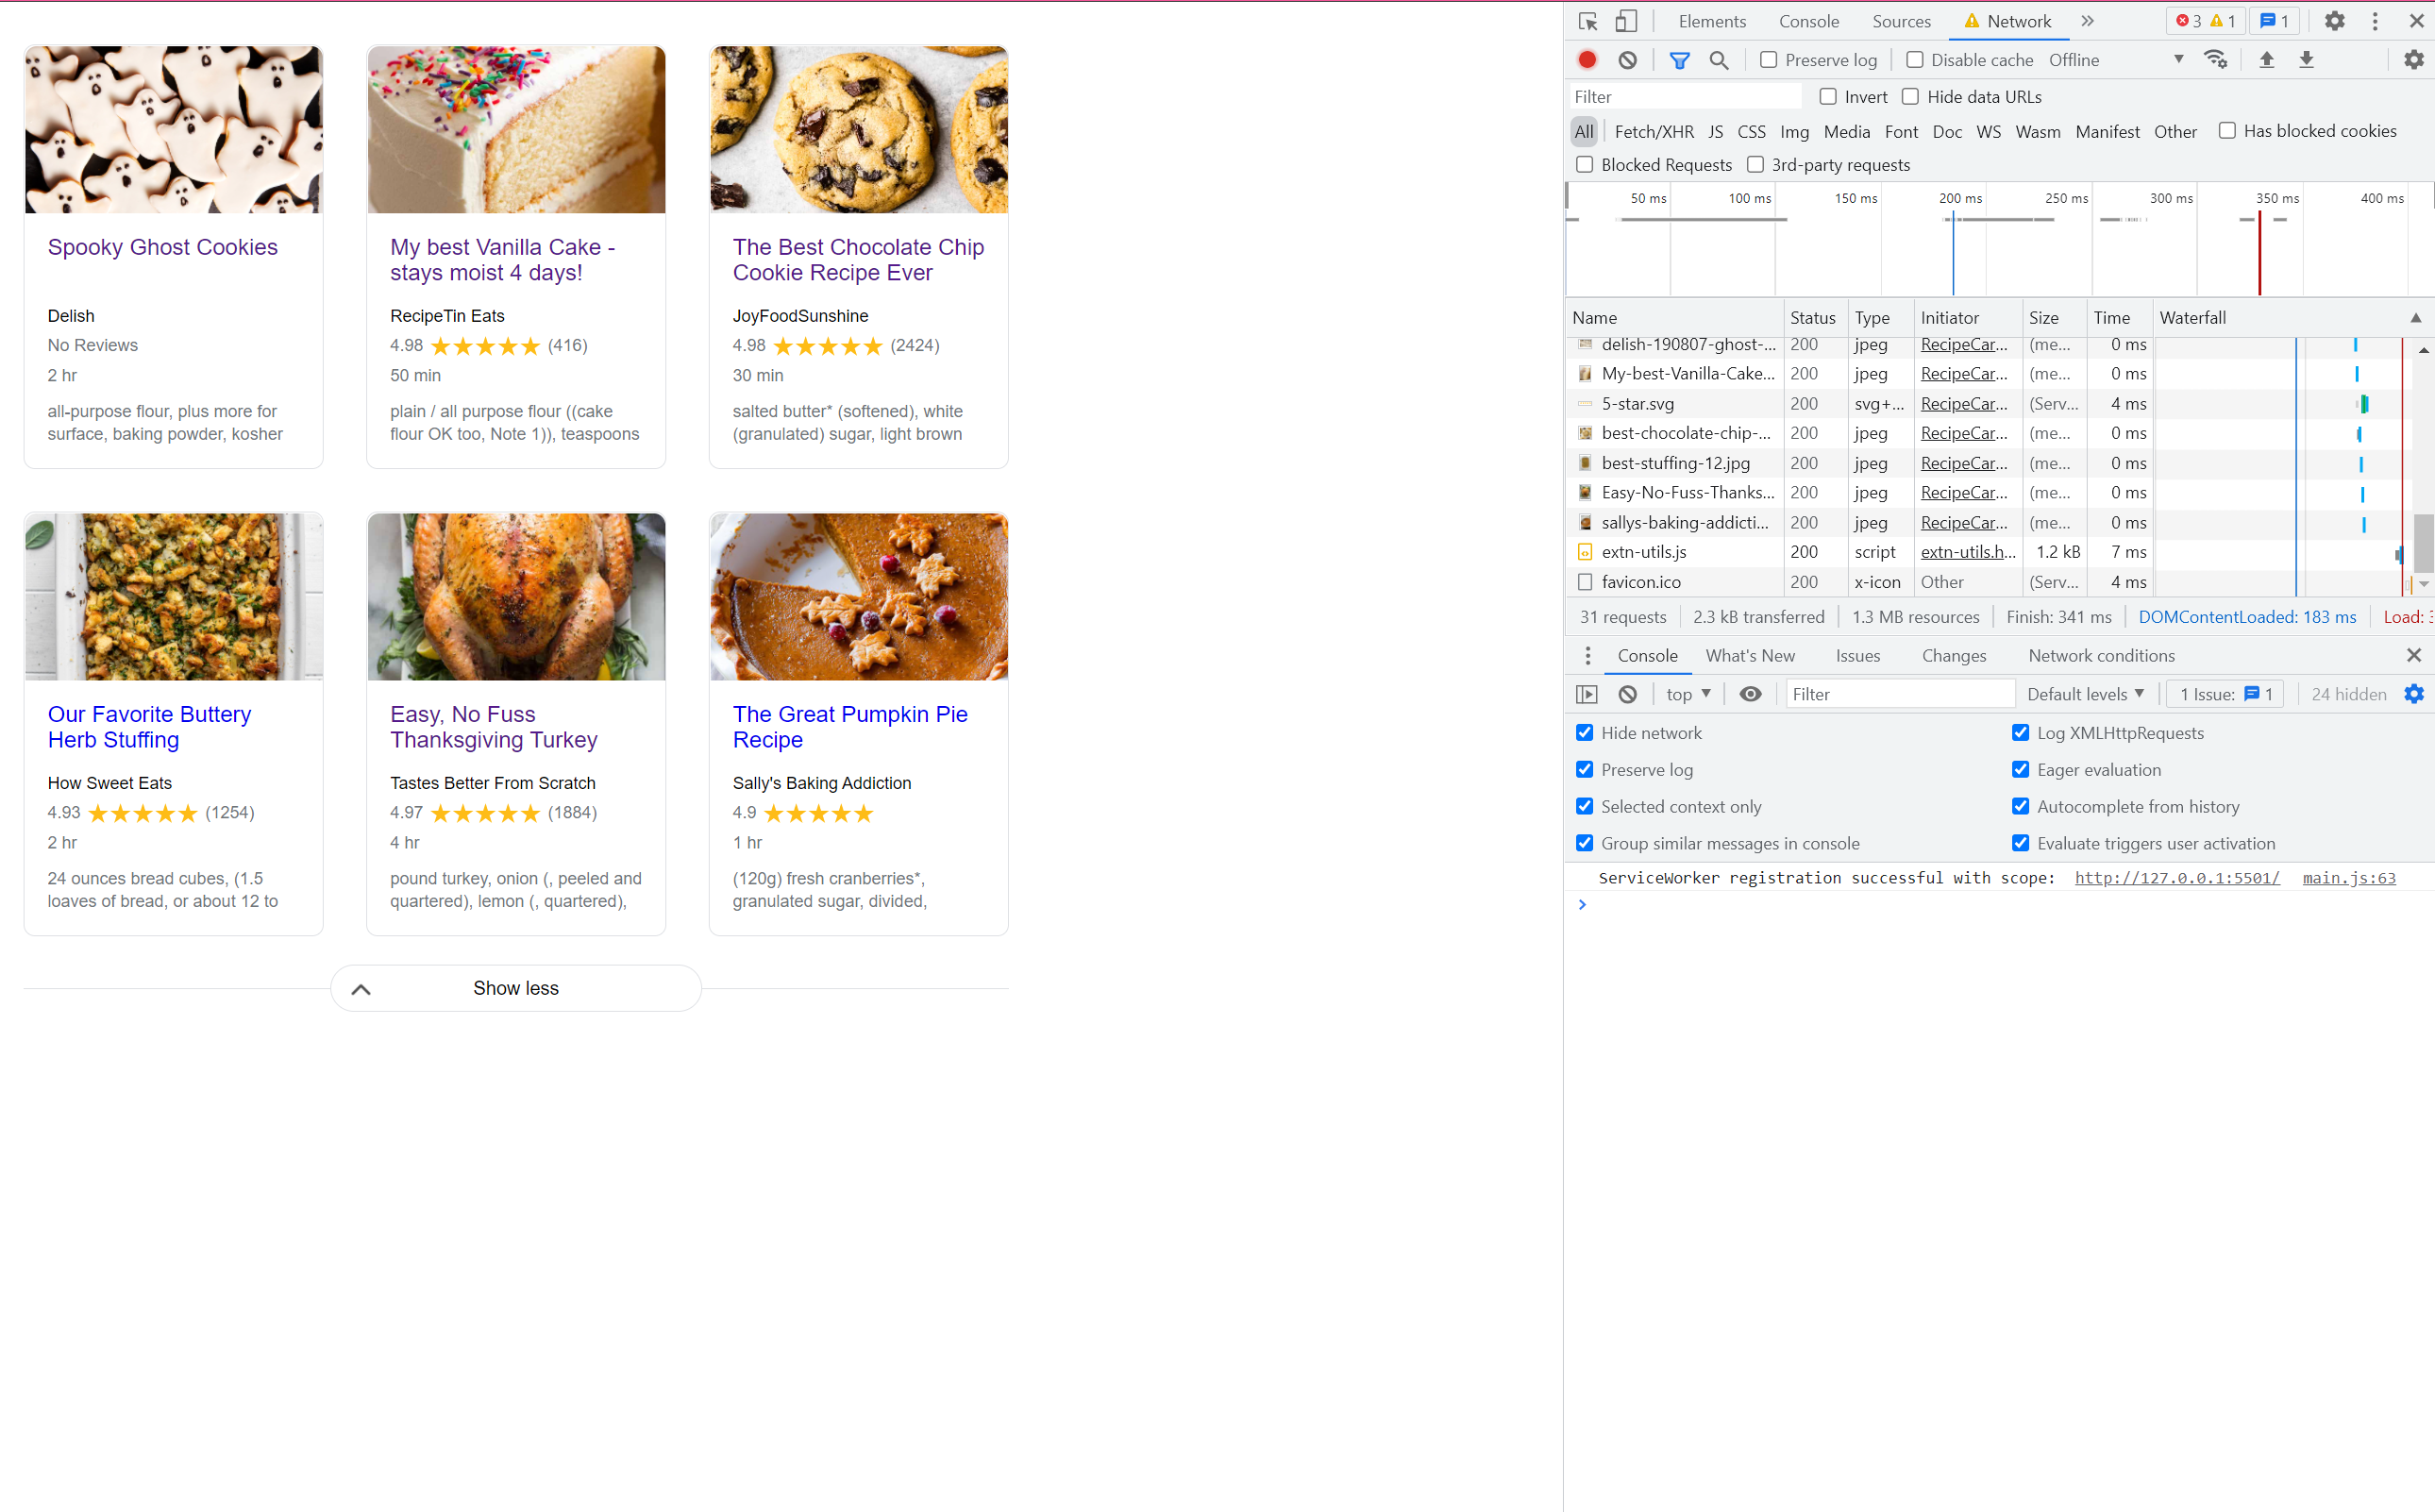 Spooky Ghost Cookies
Delish
No Reviews
2 hr
all-purpose flour, plus more for
surface, baking powder, kosher
My best Vanilla Cake -
stays moist 4 days!
RecipeTin Eats
4.98 ★★★★★ (416)
50 min
plain / all purpose flour ((cake
flour OK too, Note 1)), teaspoons
The Best Chocolate Chip
Cookie Recipe Ever
JoyFoodSunshine
4.98 ★★★★★ (2424)
30 min
salted butter* (softened), white
(granulated) sugar, light brown
Our Favorite Buttery
Herb Stuffing
How Sweet Eats
4.93 ★★★★★ (1254)
2 hr
24 ounces bread cubes, (1.5
loaves of bread, or about 12 to
Easy, No Fuss
Thanksgiving Turkey
Tastes Better From Scratch
4.97 ★★★★★ (1884)
4 hr
pound turkey, onion (, peeled and
quartered), lemon (, quartered),
The Great Pumpkin Pie
Recipe
Sally's Baking Addiction
4.9 ★★★★★
1 hr
(120g) fresh cranberries*,
granulated sugar, divided,
Show less
Elements Console Sources Network » 3 1 1
Preserve log Disable cache Offline
Filter Invert Hide data URLs
All Fetch/XHR JS CSS Img Media Font Doc WS Wasm Manifest Other Has blocked cookies
Blocked Requests 3rd-party requests
50 ms 100 ms 150 ms 200 ms 250 ms 300 ms 350 ms 400 ms
Name Status Type Initiator Size Time Waterfall
delish-190807-ghost-... 200 jpeg RecipeCar... (me... 0 ms
My-best-Vanilla-Cake... 200 jpeg RecipeCar... (me... 0 ms
5-star.svg 200 svg+... RecipeCar... (Serv... 4 ms
best-chocolate-chip-... 200 jpeg RecipeCar... (me... 0 ms
best-stuffing-12.jpg 200 jpeg RecipeCar... (me... 0 ms
Easy-No-Fuss-Thanks... 200 jpeg RecipeCar... (me... 0 ms
sallys-baking-addicti... 200 jpeg RecipeCar... (me... 0 ms
extn-utils.js 200 script extn-utils.h... 1.2 kB 7 ms
favicon.ico 200 x-icon Other (Serv... 4 ms
31 requests 2.3 kB transferred 1.3 MB resources Finish: 341 ms DOMContentLoaded: 183 ms Load:
Console What's New Issues Changes Network conditions
top Filter Default levels 1 Issue: 1 24 hidden
Hide network Log XMLHttpRequests
Preserve log Eager evaluation
Selected context only Autocomplete from history
Group similar messages in console Evaluate triggers user activation
ServiceWorker registration successful with scope: http://127.0.0.1:5501/ main.js:63